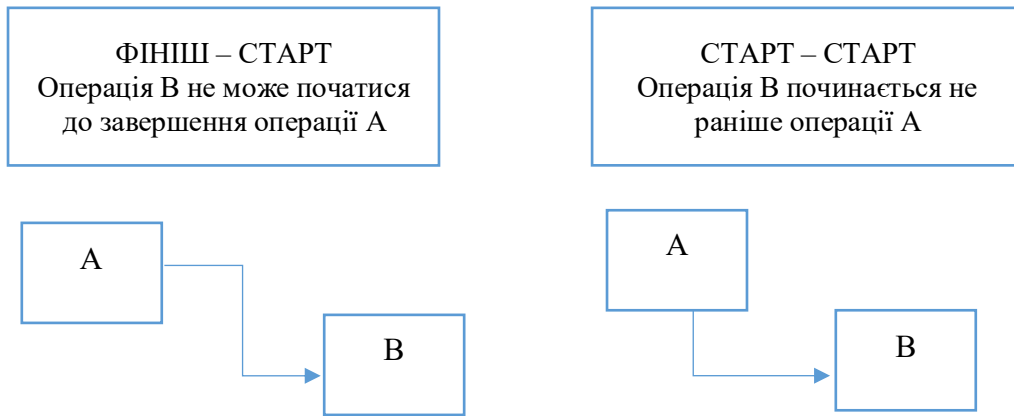 ФІНІШ – СТАРТ
Операція В не може початися
до завершення операції А
СТАРТ – СТАРТ
Операція В починається не
раніше операції А
А
В
А
В